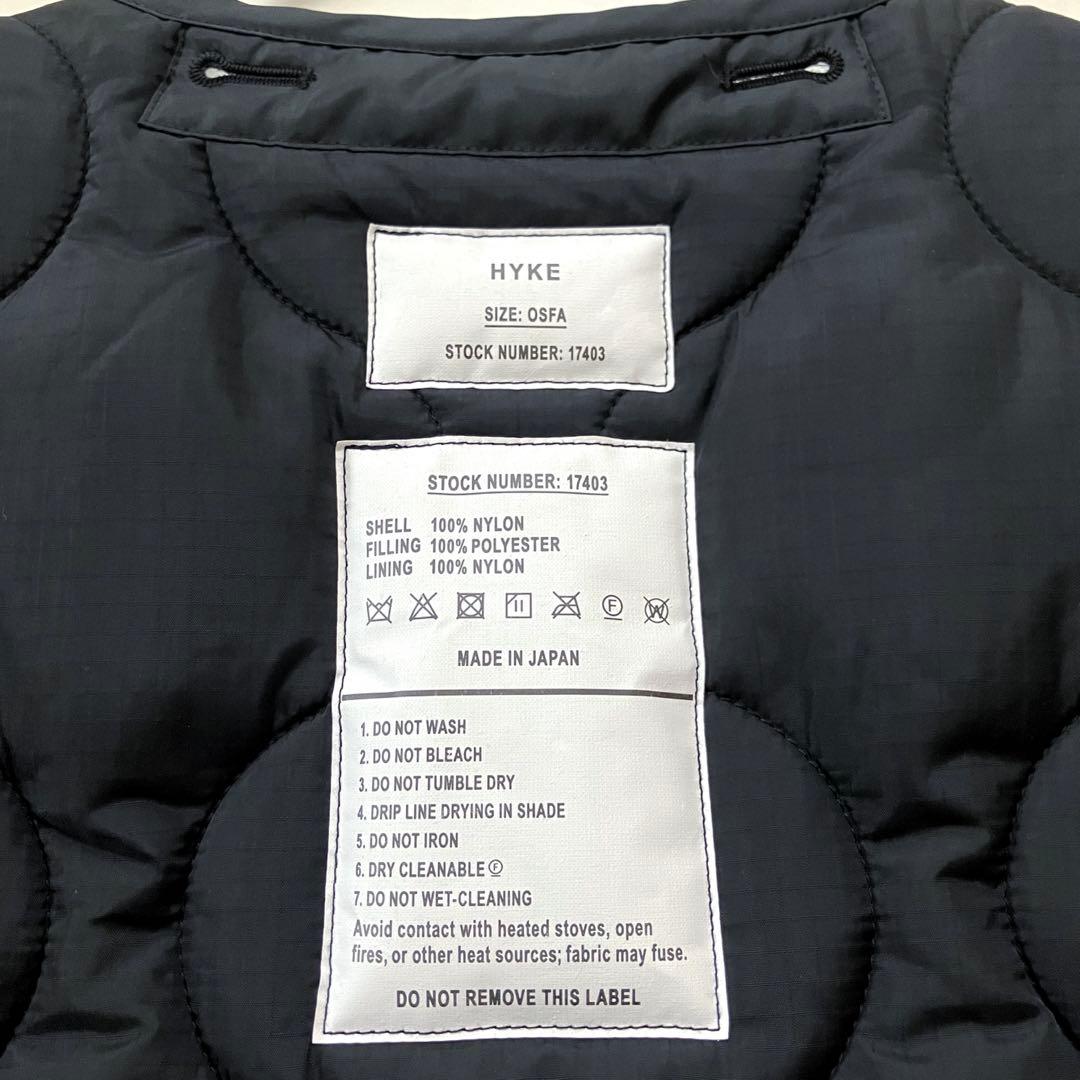 HYKE
SIZE: OSFA
STOCK NUMBER: 17403
STOCK NUMBER: 17403
SHELL 100% NYLON
FILLING 100% POLYESTER
LINING 100% NYLON
F W
MADE IN JAPAN
1. DO NOT WASH
2. DO NOT BLEACH
3. DO NOT TUMBLE DRY
4. DRIP LINE DRYING IN SHADE
5. DO NOT IRON
6. DRY CLEANABLE Ⓕ
7. DO NOT WET-CLEANING
Avoid contact with heated stoves, open
fires, or other heat sources; fabric may fuse.
DO NOT REMOVE THIS LABEL